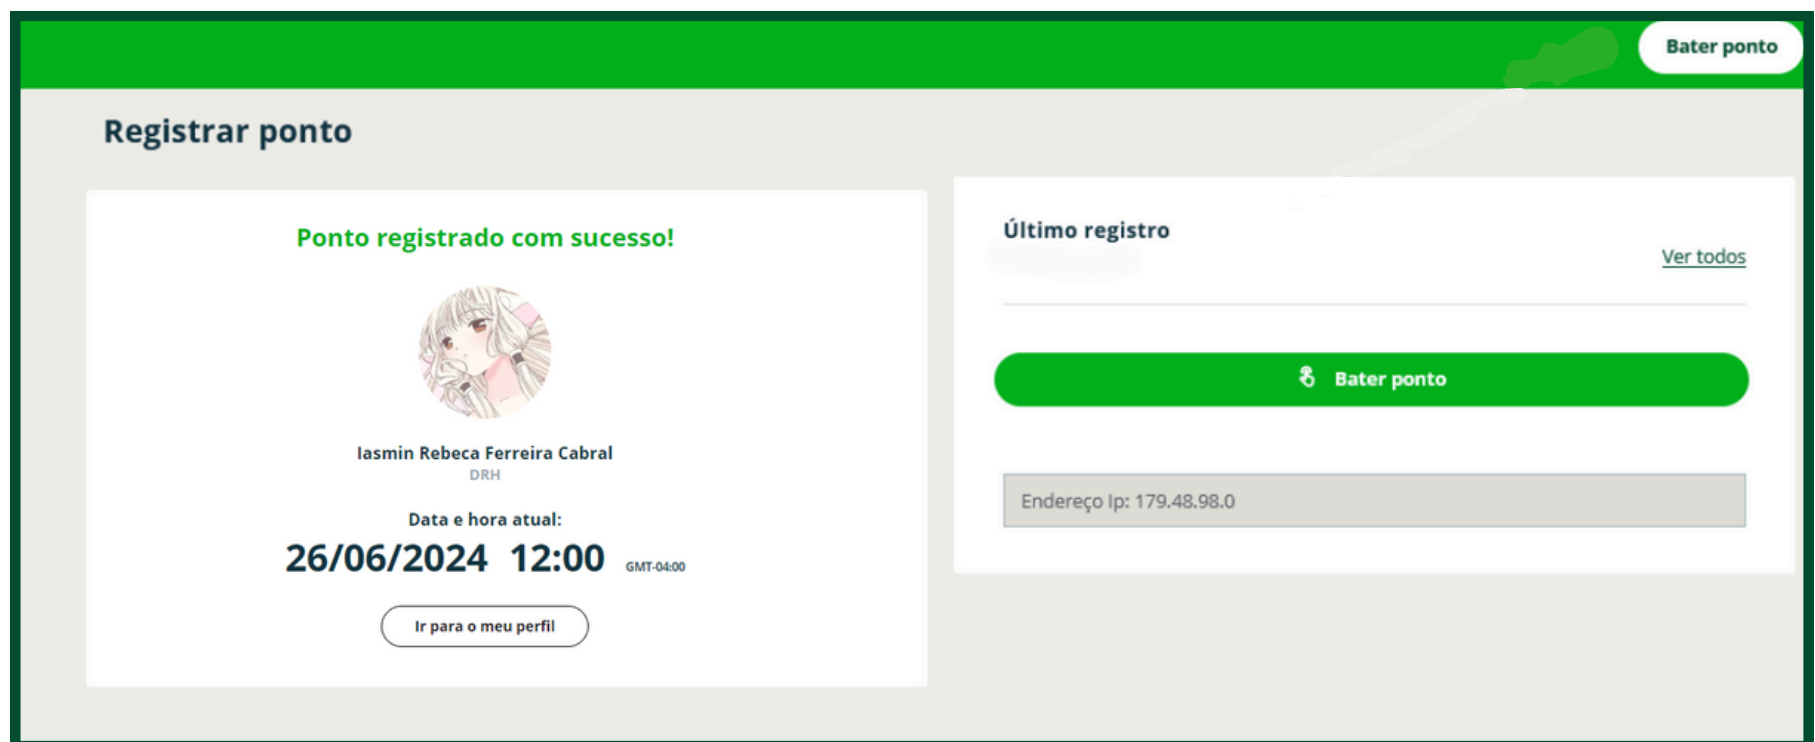 Bater ponto
Registrar ponto
Ponto registrado com sucesso!
Iasmin Rebeca Ferreira Cabral
DRH
Data e hora atual:
26/06/2024 12:00 GMT-04:00
Ir para o meu perfil
Último registro
Ver todos
Bater ponto
Endereço Ip: 179.48.98.0